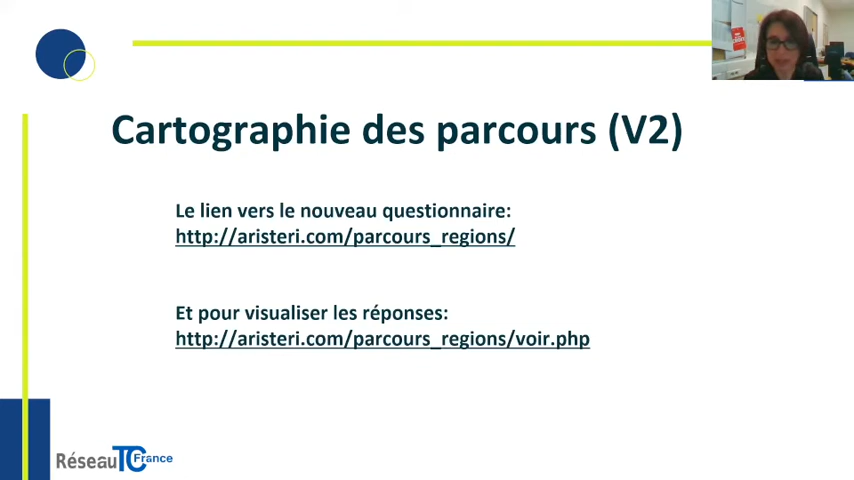 Cartographie des parcours (V2)
Le lien vers le nouveau questionnaire:
http://aristeri.com/parcours_regions/
Et pour visualiser les réponses:
http://aristeri.com/parcours_regions/voir.php
Réseau TC France